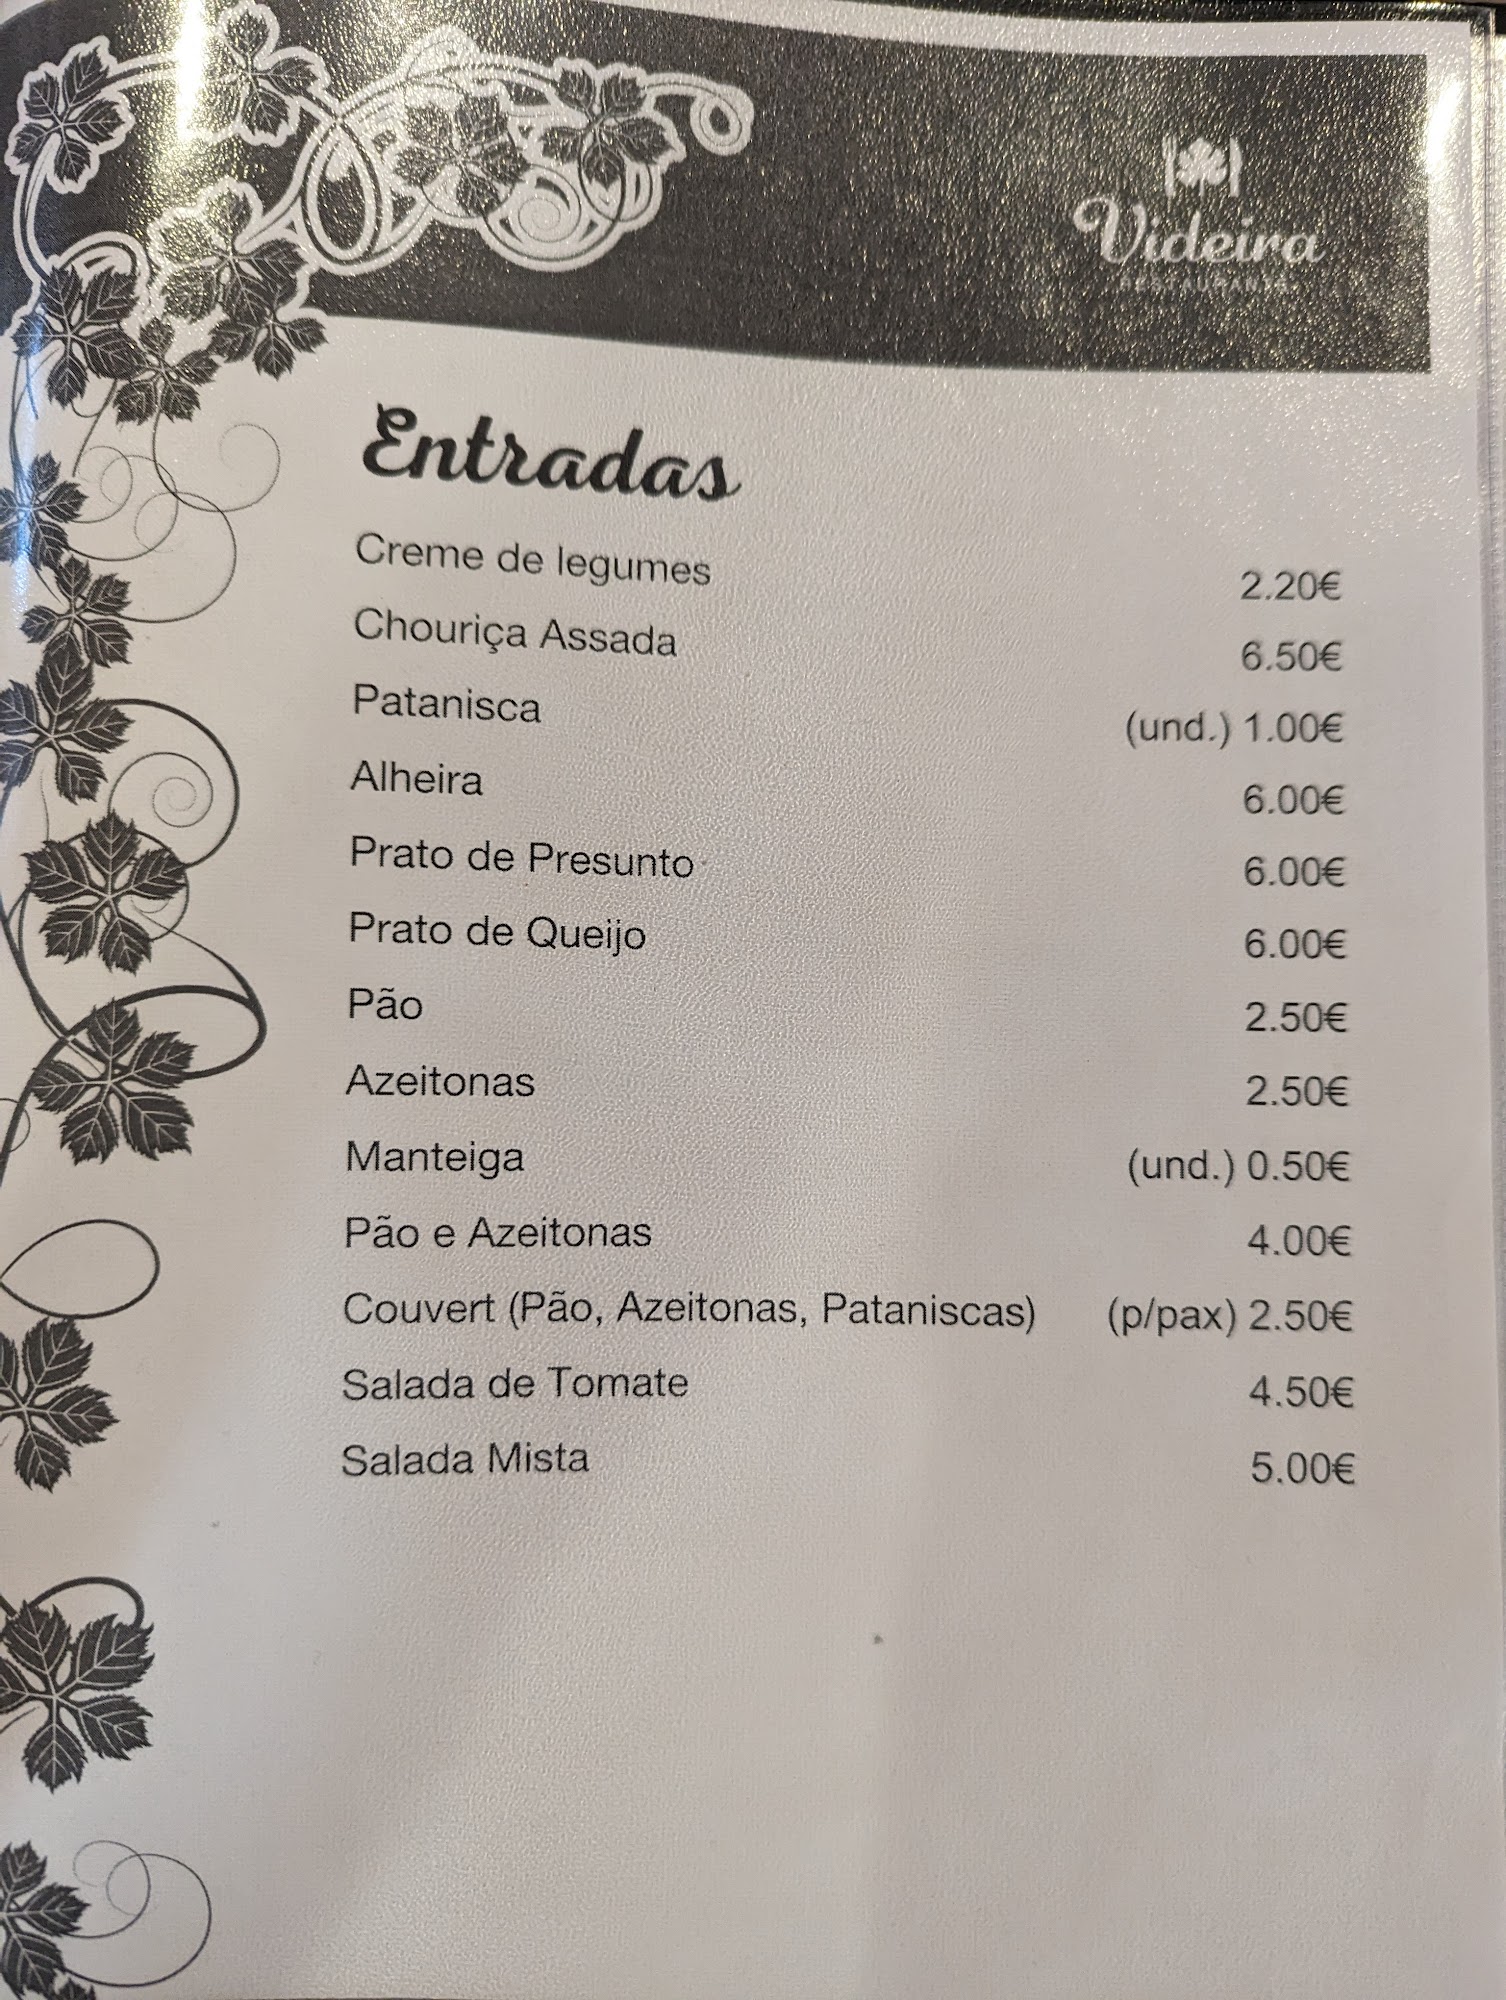 Videira
RESTAURANTE
Entradas
Creme de legumes 2.20€
Chouriça Assada 6.50€
Patanisca (und.) 1.00€
Alheira 6.00€
Prato de Presunto 6.00€
Prato de Queijo 6.00€
Pão 2.50€
Azeitonas 2.50€
Manteiga (und.) 0.50€
Pão e Azeitonas 4.00€
Couvert (Pão, Azeitonas, Pataniscas) (p/pax) 2.50€
Salada de Tomate 4.50€
Salada Mista 5.00€